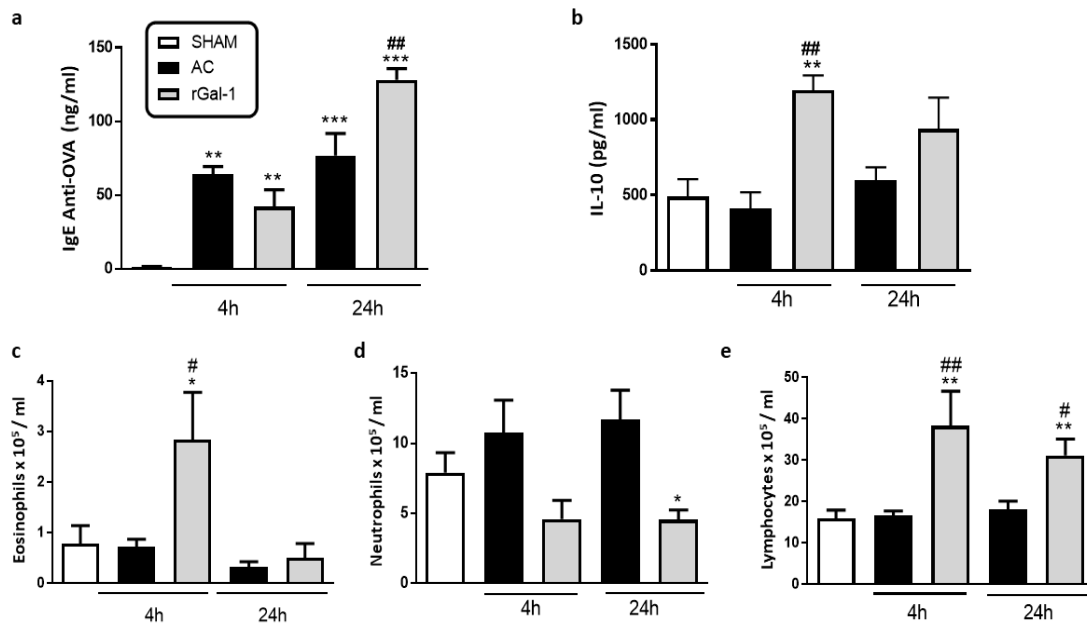 a
IgE Anti-OVA (ng/ml)
150
100
50
0
SHAM
AC
rGal-1
**
**
***
##
***
4h
24h
b
IL-10 (pg/ml)
1500
1000
500
0
##
**
4h
24h
c
Eosinophils x 10⁵ / ml
4
3
2
1
0
#
*
4h
24h
d
Neutrophils x 10⁵ / ml
15
10
5
0
*
4h
24h
e
Lymphocytes x 10⁵ / ml
50
40
30
20
10
0
##
**
#
**
4h
24h